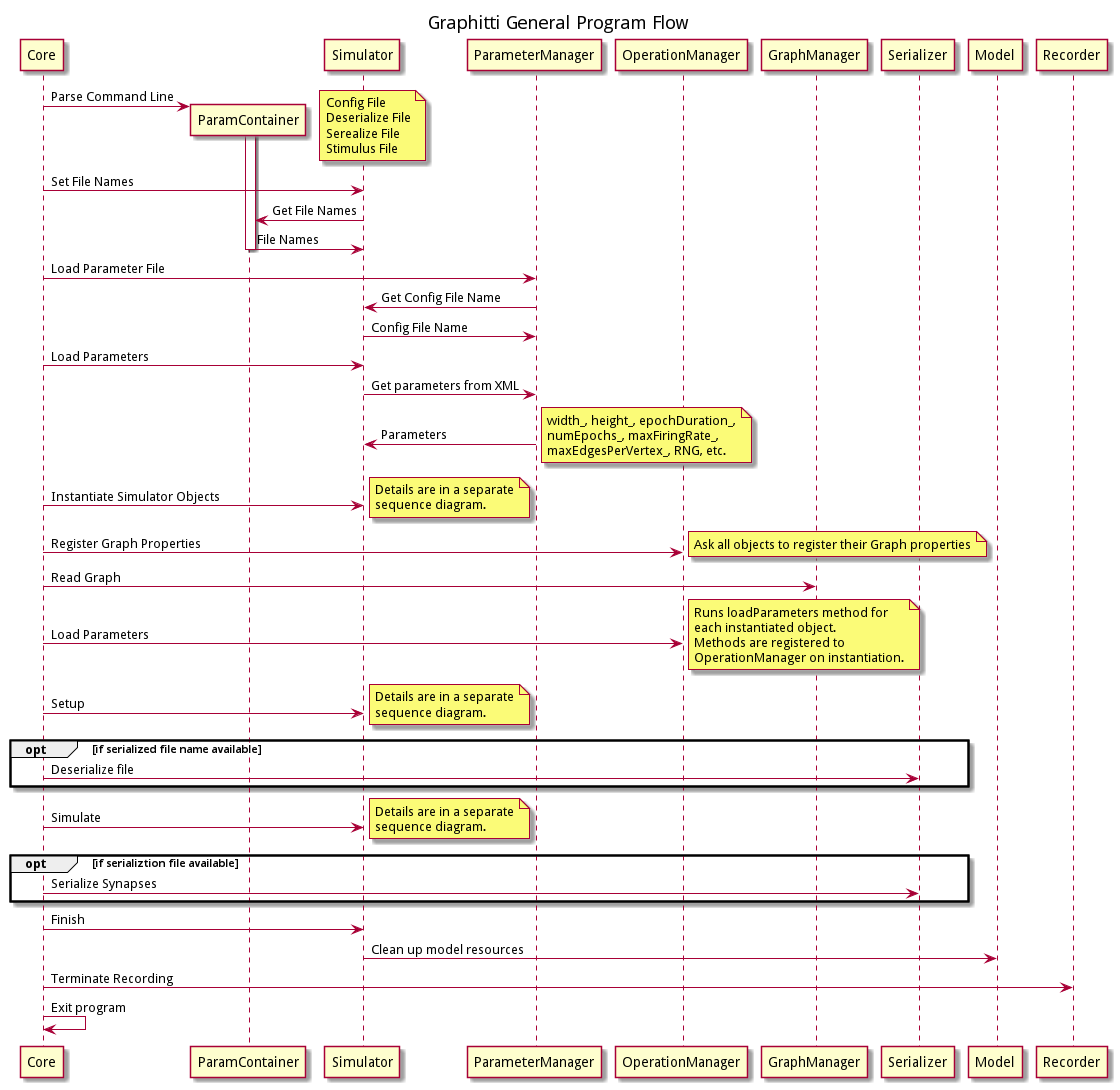 Graphitti General Program Flow
Core
Simulator
ParameterManager
OperationManager
GraphManager
Serializer
Model
Recorder
Parse Command Line
ParamContainer
Config File
Deserialize File
Serealize File
Stimulus File
Set File Names
Get File Names
File Names
Load Parameter File
Get Config File Name
Config File Name
Load Parameters
Get parameters from XML
Parameters
width_, height_, epochDuration_,
numEpochs_, maxFiringRate_,
maxEdgesPerVertex_, RNG, etc.
Instantiate Simulator Objects
Details are in a separate
sequence diagram.
Register Graph Properties
Ask all objects to register their Graph properties
Read Graph
Load Parameters
Runs loadParameters method for
each instantiated object.
Methods are registered to
OperationManager on instantiation.
Setup
Details are in a separate
sequence diagram.
opt [if serialized file name available]
Deserialize file
Simulate
Details are in a separate
sequence diagram.
opt [if serializtion file available]
Serialize Synapses
Finish
Clean up model resources
Terminate Recording
Exit program
Core
ParamContainer
Simulator
ParameterManager
OperationManager
GraphManager
Serializer
Model
Recorder